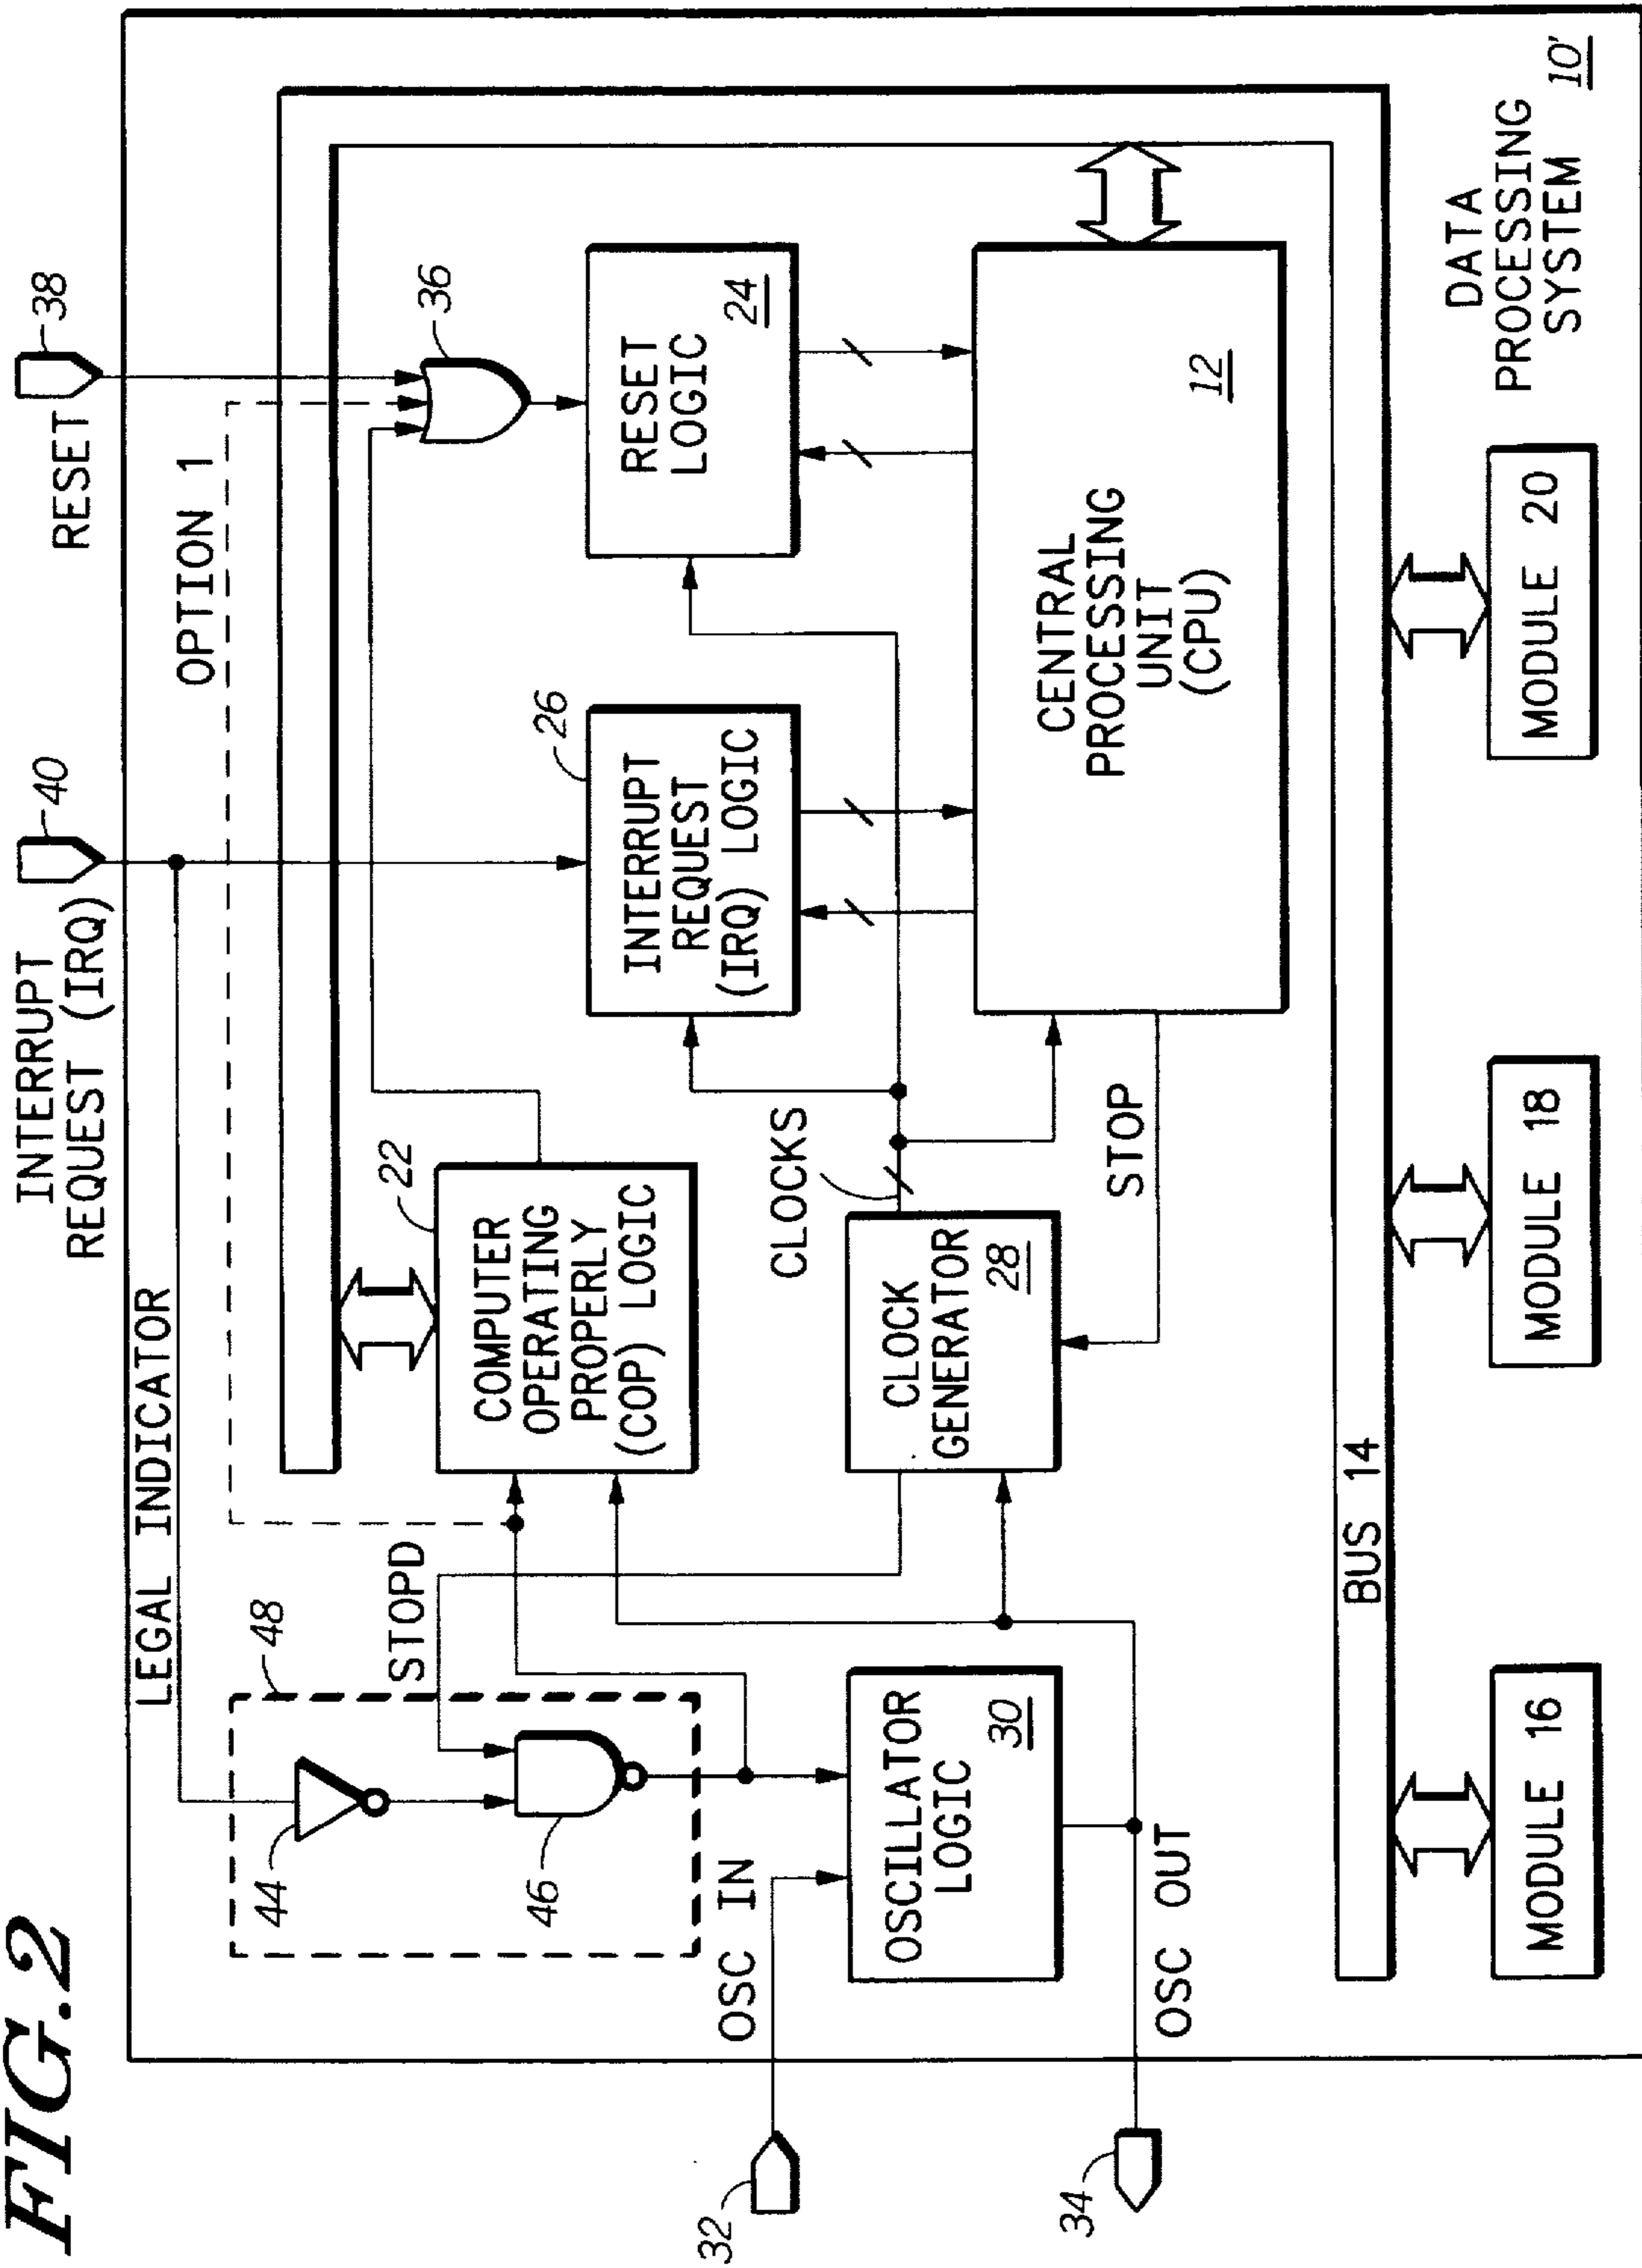 FIG.2
INTERRUPT
REQUEST (IRQ)
40
RESET
38
LEGAL INDICATOR
OPTION 1
48
44
46
STOPD
22
COMPUTER
OPERATING
PROPERLY
(COP) LOGIC
26
INTERRUPT
REQUEST
(IRQ) LOGIC
36
RESET
LOGIC
24
32
OSC IN
OSCILLATOR
LOGIC
30
CLOCKS
CLOCK
GENERATOR
28
STOP
CENTRAL
PROCESSING
UNIT
(CPU)
12
34
OSC OUT
BUS 14
MODULE 16
MODULE 18
MODULE 20
DATA
PROCESSING
SYSTEM
10'